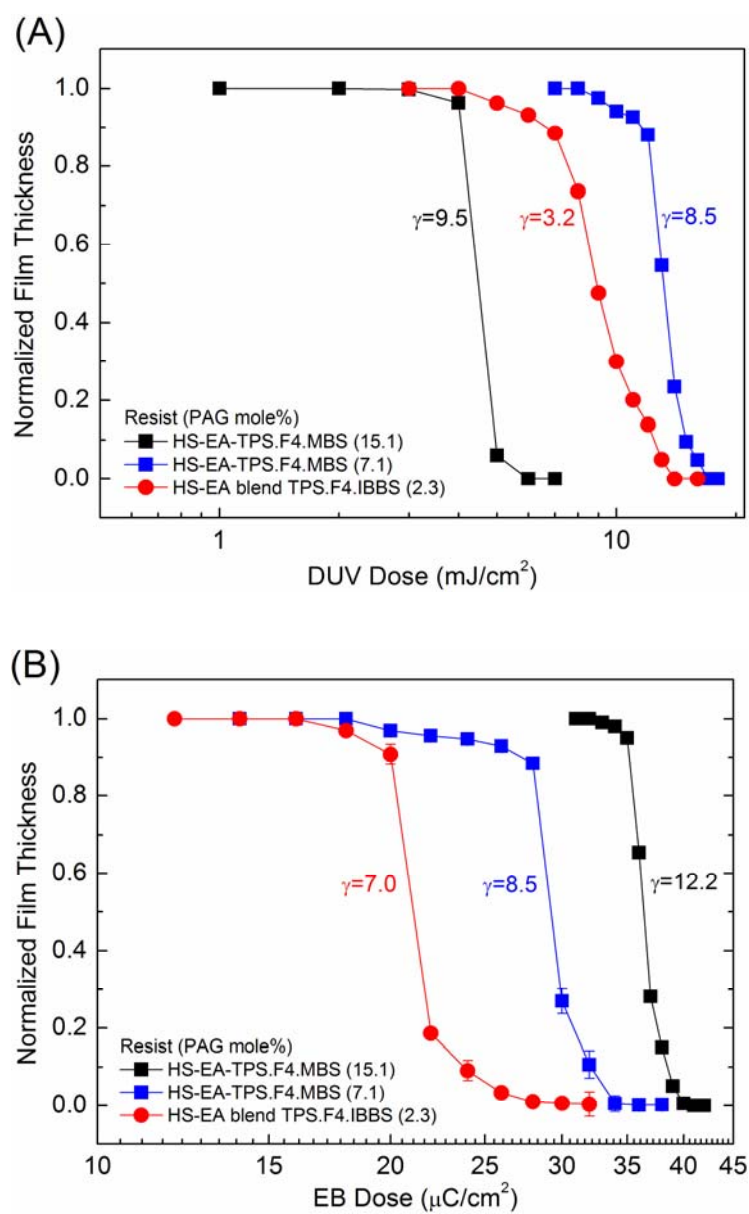 (A)
1.0
0.8
0.6
0.4
0.2
0.0
Normalized Film Thickness
γ=9.5
γ=3.2
γ=8.5
Resist (PAG mole%)
HS-EA-TPS.F4.MBS (15.1)
HS-EA-TPS.F4.MBS (7.1)
HS-EA blend TPS.F4.IBBS (2.3)
1
10
DUV Dose (mJ/cm²)
(B)
1.0
0.8
0.6
0.4
0.2
0.0
Normalized Film Thickness
γ=7.0
γ=8.5
γ=12.2
Resist (PAG mole%)
HS-EA-TPS.F4.MBS (15.1)
HS-EA-TPS.F4.MBS (7.1)
HS-EA blend TPS.F4.IBBS (2.3)
10 15 20 25 30 35 40 45
EB Dose (μC/cm²)